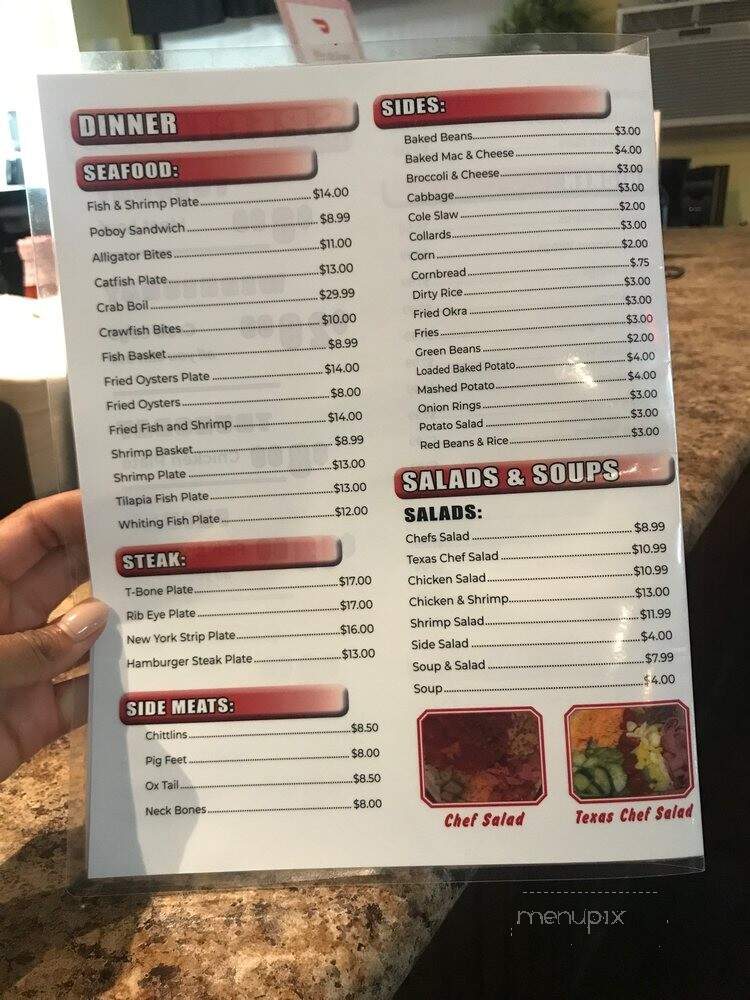 DINNER
SEAFOOD:
Fish & Shrimp Plate $14.00
Poboy Sandwich $8.99
Alligator Bites $11.00
Catfish Plate $13.00
Crab Boil $29.99
Crawfish Bites $10.00
Fish Basket $8.99
Fried Oysters Plate $14.00
Fried Oysters $8.00
Fried Fish and Shrimp $14.00
Shrimp Basket $8.99
Shrimp Plate $13.00
Tilapia Fish Plate $13.00
Whiting Fish Plate $12.00
STEAK:
T-Bone Plate $17.00
Rib Eye Plate $17.00
New York Strip Plate $16.00
Hamburger Steak Plate $13.00
SIDE MEATS:
Chittlins $8.50
Pig Feet $8.00
Ox Tail $8.50
Neck Bones $8.00
SIDES:
Baked Beans $3.00
Baked Mac & Cheese $4.00
Broccoli & Cheese $3.00
Cabbage $3.00
Cole Slaw $2.00
Collards $3.00
Corn $2.00
Cornbread $.75
Dirty Rice $3.00
Fried Okra $3.00
Fries $3.00
Green Beans $2.00
Loaded Baked Potato $4.00
Mashed Potato $4.00
Onion Rings $3.00
Potato Salad $3.00
Red Beans & Rice $3.00
SALADS & SOUPS
SALADS:
Chefs Salad $8.99
Texas Chef Salad $10.99
Chicken Salad $10.99
Chicken & Shrimp $13.00
Shrimp Salad $11.99
Side Salad $4.00
Soup & Salad $7.99
Soup $4.00
Chef Salad
Texas Chef Salad
menupix